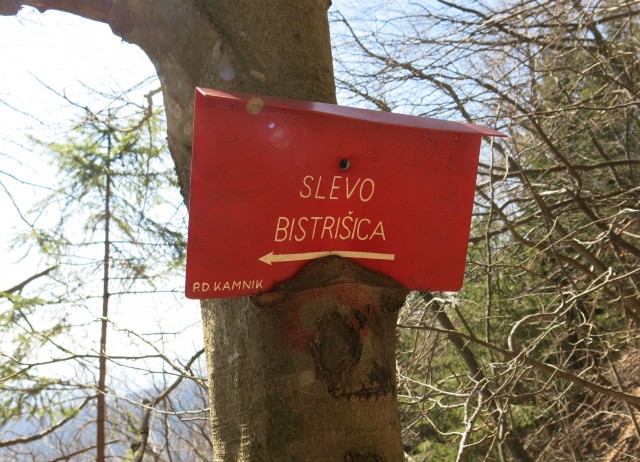 SLEVO
BISTRIŠICA
P.D. KAMNIK